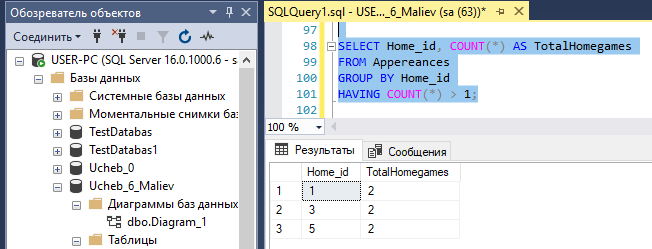 Обозреватель объектов
Соединить
USER-PC (SQL Server 16.0.1000.6 - s
Базы данных
Системные базы данных
Моментальные снимки баз
TestDatabas
TestDatabas1
Ucheb_0
Ucheb_6_Maliev
Диаграммы баз данных
dbo.Diagram_1
Таблицы
SQLQuery1.sql - USE..._6_Maliev (sa (63))*
97
98 SELECT Home_id, COUNT(*) AS TotalHomegames
99 FROM Appereances
100 GROUP BY Home_id
101 HAVING COUNT(*) > 1;
102
100 %
Результаты Сообщения
Home_id TotalHomegames
1 1 2
2 3 2
3 5 2